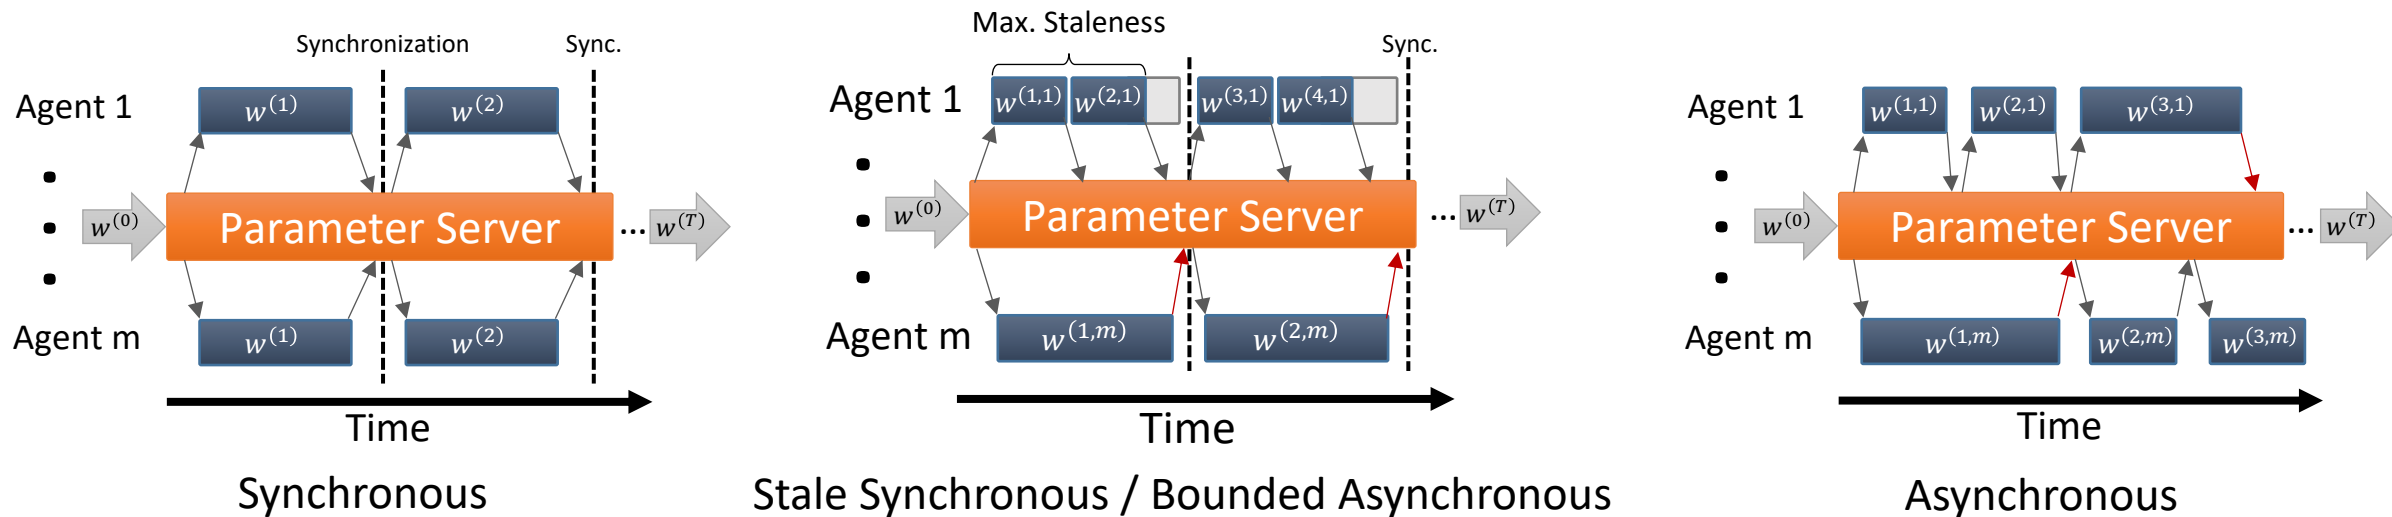 Synchronization
Sync.
Agent 1
w^(1)
w^(2)
w^(0)
Parameter Server
...
w^(T)
Agent m
w^(1)
w^(2)
Time
Synchronous
Max. Staleness
Sync.
Agent 1
w^(1,1)
w^(2,1)
w^(3,1)
w^(4,1)
w^(0)
Parameter Server
...
w^(T)
Agent m
w^(1,m)
w^(2,m)
Time
Stale Synchronous / Bounded Asynchronous
Agent 1
w^(1,1)
w^(2,1)
w^(3,1)
w^(0)
Parameter Server
...
w^(T)
Agent m
w^(1,m)
w^(2,m)
w^(3,m)
Time
Asynchronous